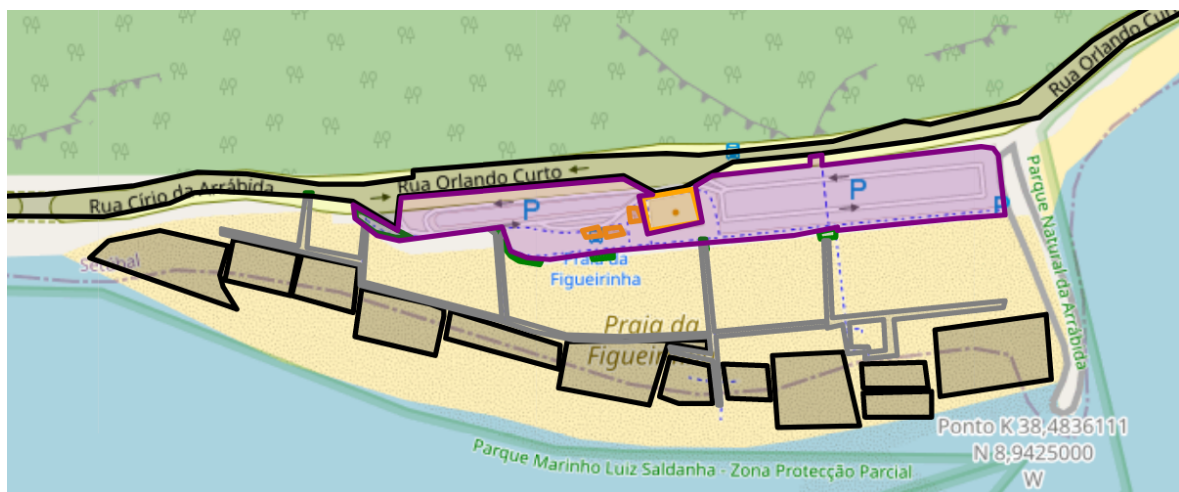 Rua Orlando Curto
Rua Círio da Arrábida
Rua Orlando Curto
P
P
P
Setúbal
Praia da
Figueirinha
Praia da
Parque Natural da Arrábida
Ponto K 38,4836111
N 8,9425000
W
Parque Marinho Luiz Saldanha - Zona Protecção Parcial